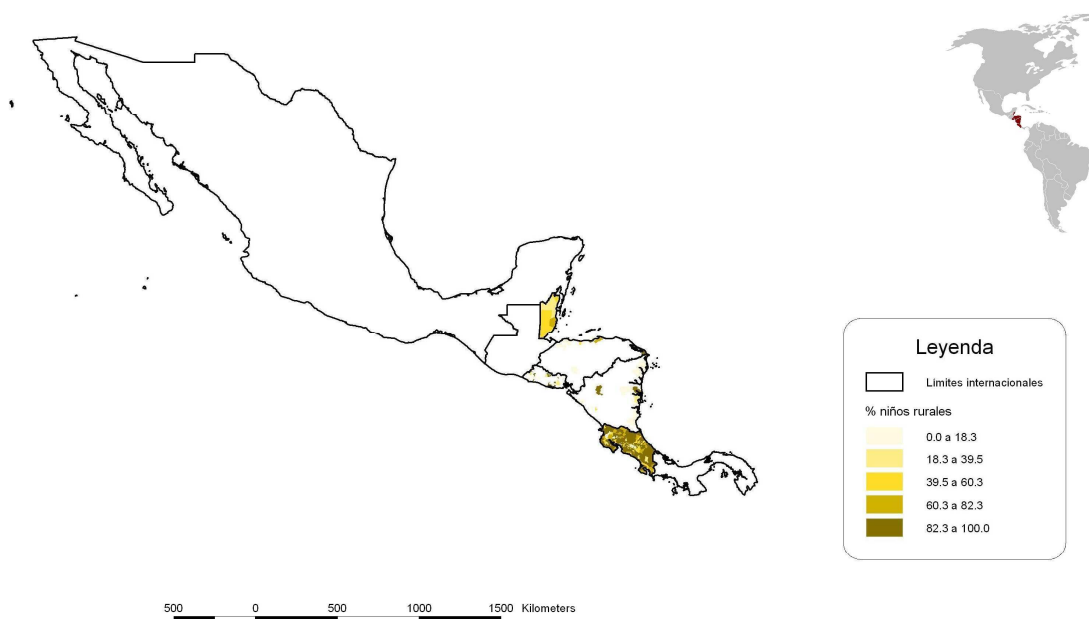 Leyenda
Limites internacionales
% niños rurales
0.0 a 18.3
18.3 a 39.5
39.5 a 60.3
60.3 a 82.3
82.3 a 100.0
500 0 500 1000 1500 Kilometers